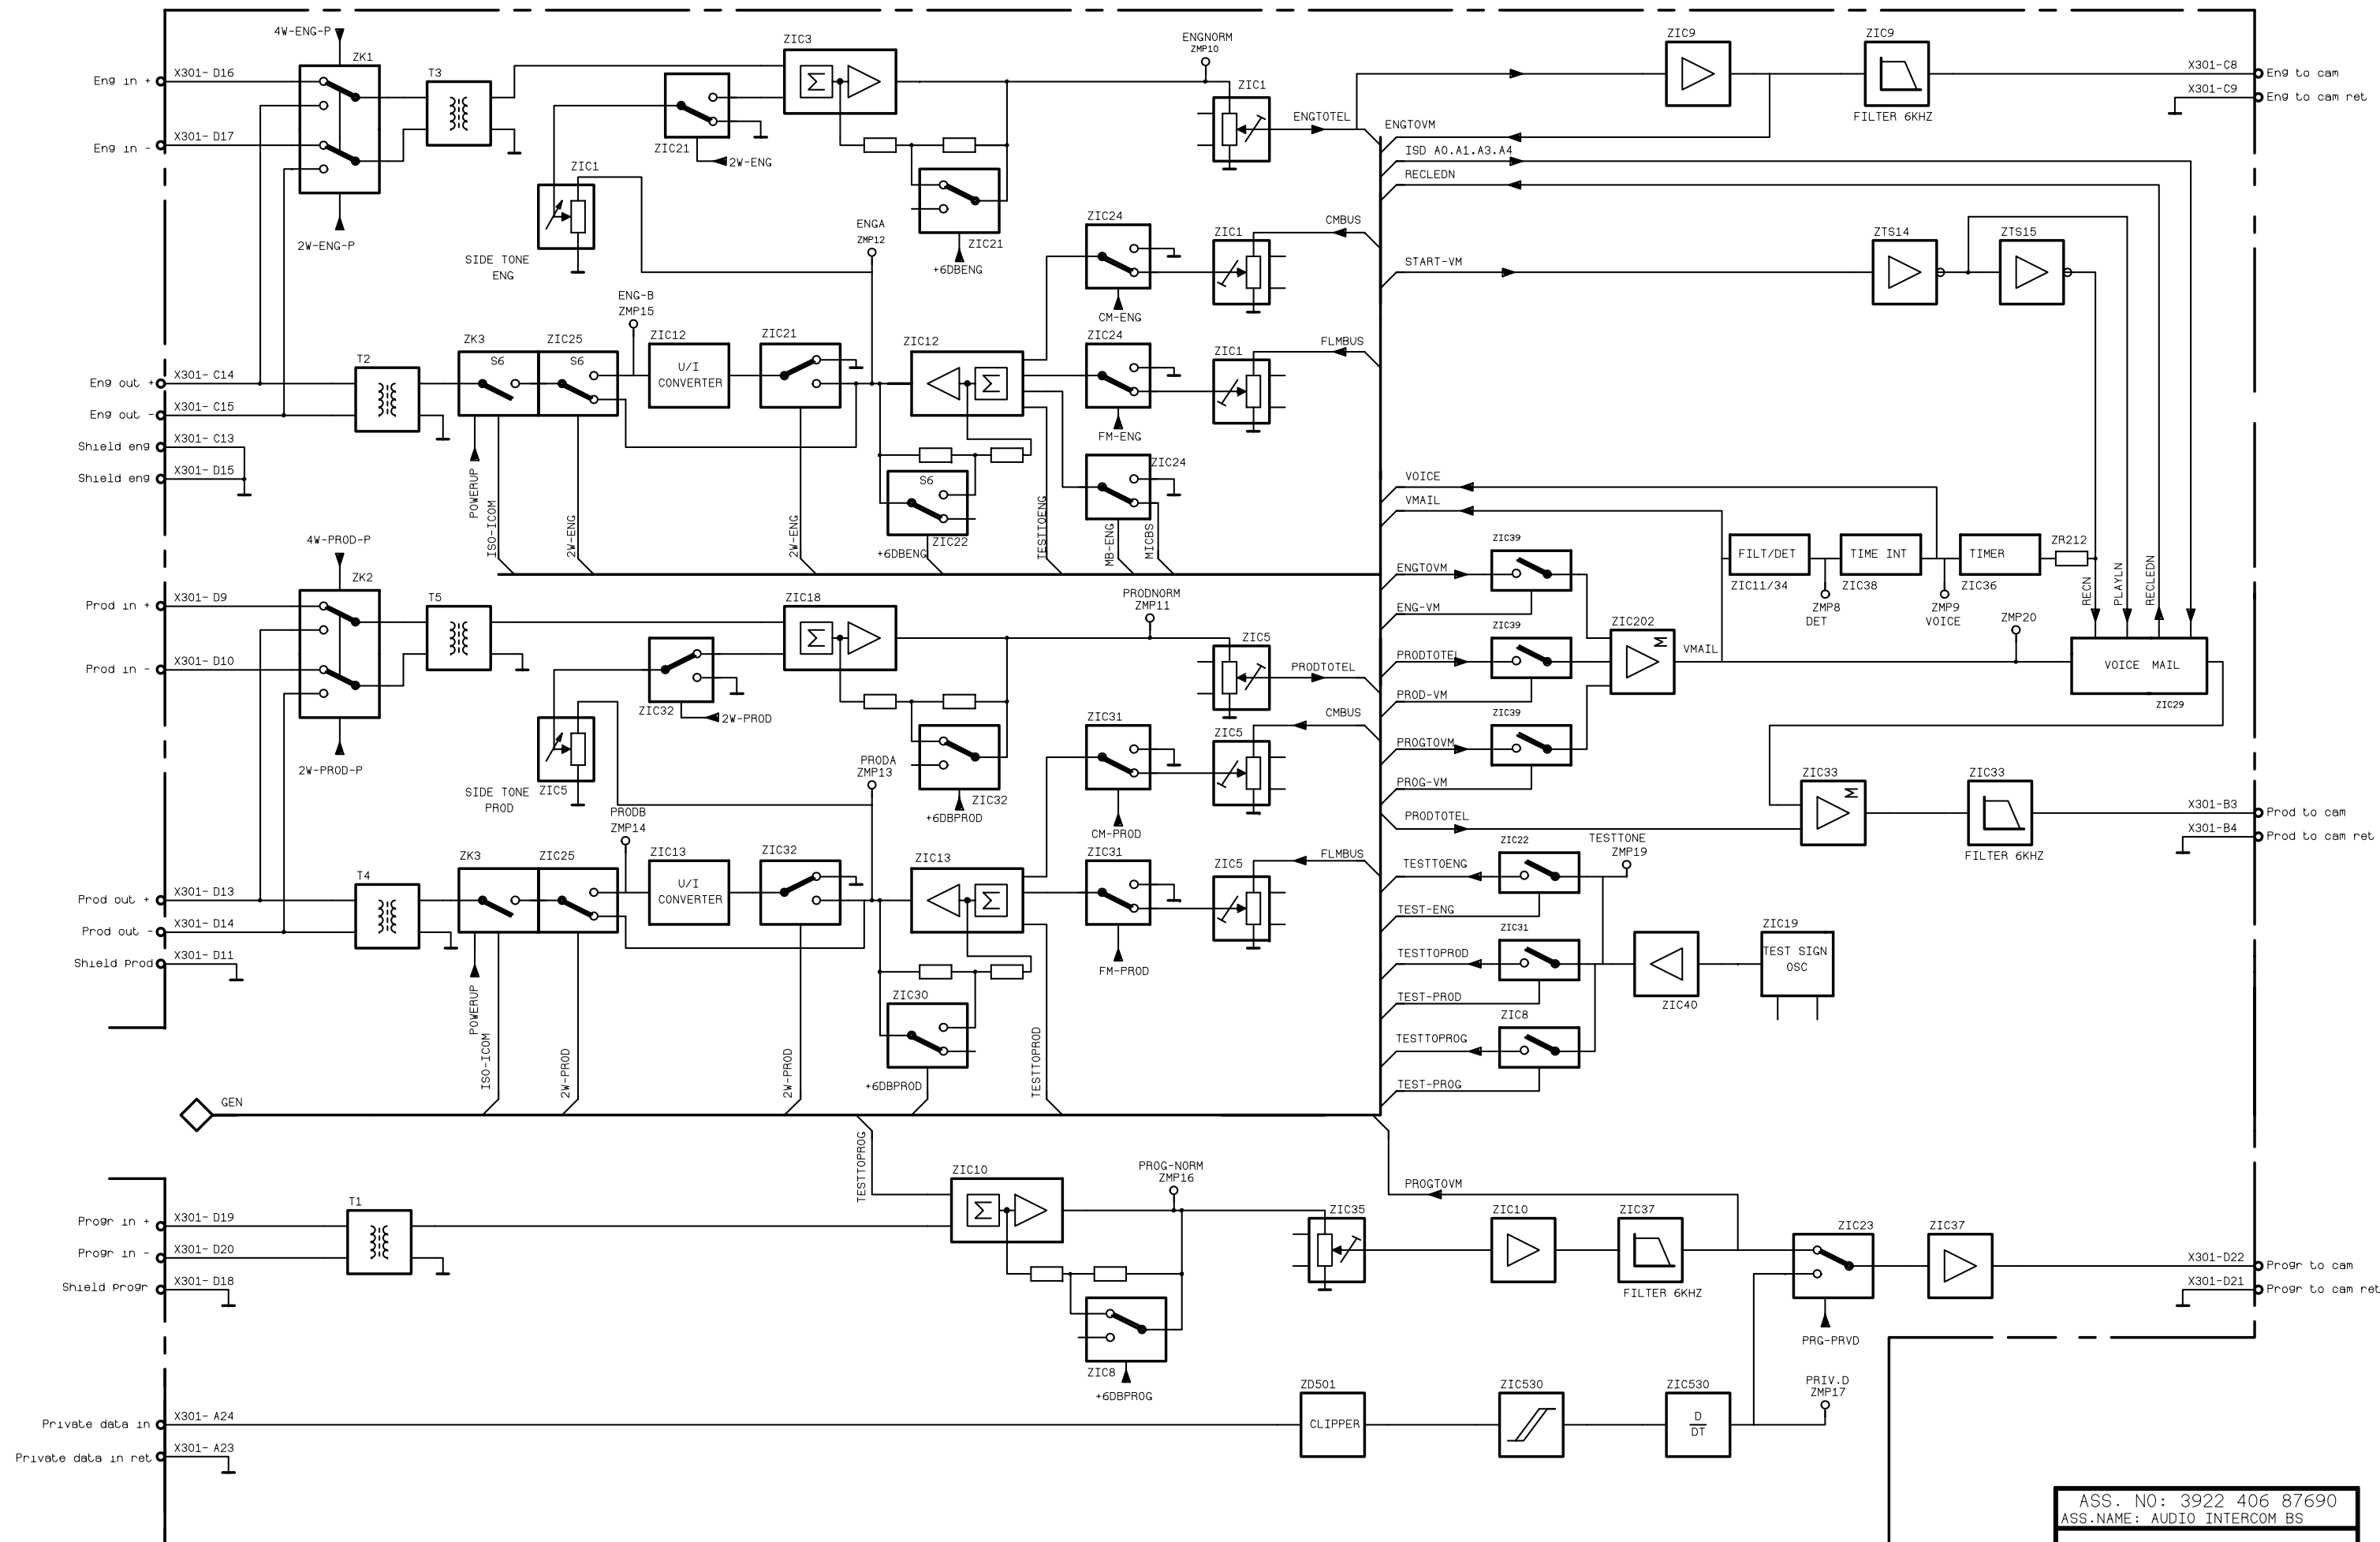 4W-ENG-P
ZK1
Eng in +
X301- D16
Eng in -
X301- D17
2W-ENG-P
T3
ZIC3
ZIC21
2W-ENG
ZIC1
SIDE TONE
ENG
ZIC21
+6DBENG
ENGNORM
ZMP10
ZIC1
ENGTOTEL
ENGA
ZMP12
ZIC24
CM-ENG
ZIC1
CMBUS
ENG-B
ZMP15
Eng out +
X301- C14
Eng out -
X301- C15
Shield eng
X301- C13
Shield eng
X301- D15
T2
ZK3
S6
ZIC25
S6
ZIC12
U/I
CONVERTER
ZIC21
ZIC12
ZIC24
FM-ENG
ZIC1
FLMBUS
POWERUP
ISO-ICOM
2W-ENG
2W-ENG
S6
ZIC22
+6DBENG
TESTTOENG
ZIC24
MB-ENG
MICBS
ZIC9
ZIC9
FILTER 6KHZ
X301-C8
Eng to cam
X301-C9
Eng to cam ret
ENGTOVM
ISD A0.A1.A3.A4
RECLEDN
START-VM
ZTS14
ZTS15
VOICE
VMAIL
FILT/DET
ZIC11/34
ZMP8
DET
TIME INT
ZIC38
ZMP9
VOICE
TIMER
ZIC36
ZR212
RECN
PLAYLN
RECLEDN
ZMP20
VOICE MAIL
ZIC29
ENGTOVM
ZIC39
ENG-VM
ZIC202
Σ
VMAIL
PRODTOTEL
ZIC39
PROD-VM
PROGTOVM
ZIC39
PROG-VM
PRODTOTEL
ZIC33
Σ
ZIC33
FILTER 6KHZ
X301-B3
Prod to cam
X301-B4
Prod to cam ret
4W-PROD-P
ZK2
Prod in +
X301-D9
Prod in -
X301-D10
2W-PROD-P
T5
ZIC18
ZIC32
2W-PROD
SIDE TONE
PROD
ZIC5
ZIC32
+6DBPROD
PRODNORM
ZMP11
ZIC5
PRODTOTEL
PRODA
ZMP13
ZIC31
CM-PROD
ZIC5
CMBUS
PRODB
ZMP14
Prod out +
X301- D13
Prod out -
X301- D14
Shield Prod
X301- D11
T4
ZK3
ZIC25
ZIC13
U/I
CONVERTER
ZIC32
ZIC13
ZIC31
FM-PROD
ZIC5
FLMBUS
POWERUP
ISO-ICOM
2W-PROD
2W-PROD
ZIC30
+6DBPROD
TESTTOPROD
TESTTOENG
ZIC22
TESTTONE
ZMP19
TEST-ENG
TESTTOPROD
ZIC31
TEST-PROD
TESTTOPROG
ZIC8
TEST-PROG
ZIC40
ZIC19
TEST SIGN
OSC
GEN
TESTTOPROG
ZIC10
PROG-NORM
ZMP16
Progr in +
X301- D19
Progr in -
X301- D20
Shield Progr
X301- D18
T1
ZIC8
+6DBPROG
ZIC35
PROGTOVM
ZIC10
ZIC37
FILTER 6KHZ
ZIC23
PRG-PRVD
ZIC37
X301-D22
Progr to cam
X301-D21
Progr to cam ret
Private data in
X301- A24
Private data in ret
X301- A23
ZD501
CLIPPER
ZIC530
ZIC530
D
DT
PRIV.D
ZMP17
ASS. NO: 3922 406 87690
ASS.NAME: AUDIO INTERCOM BS